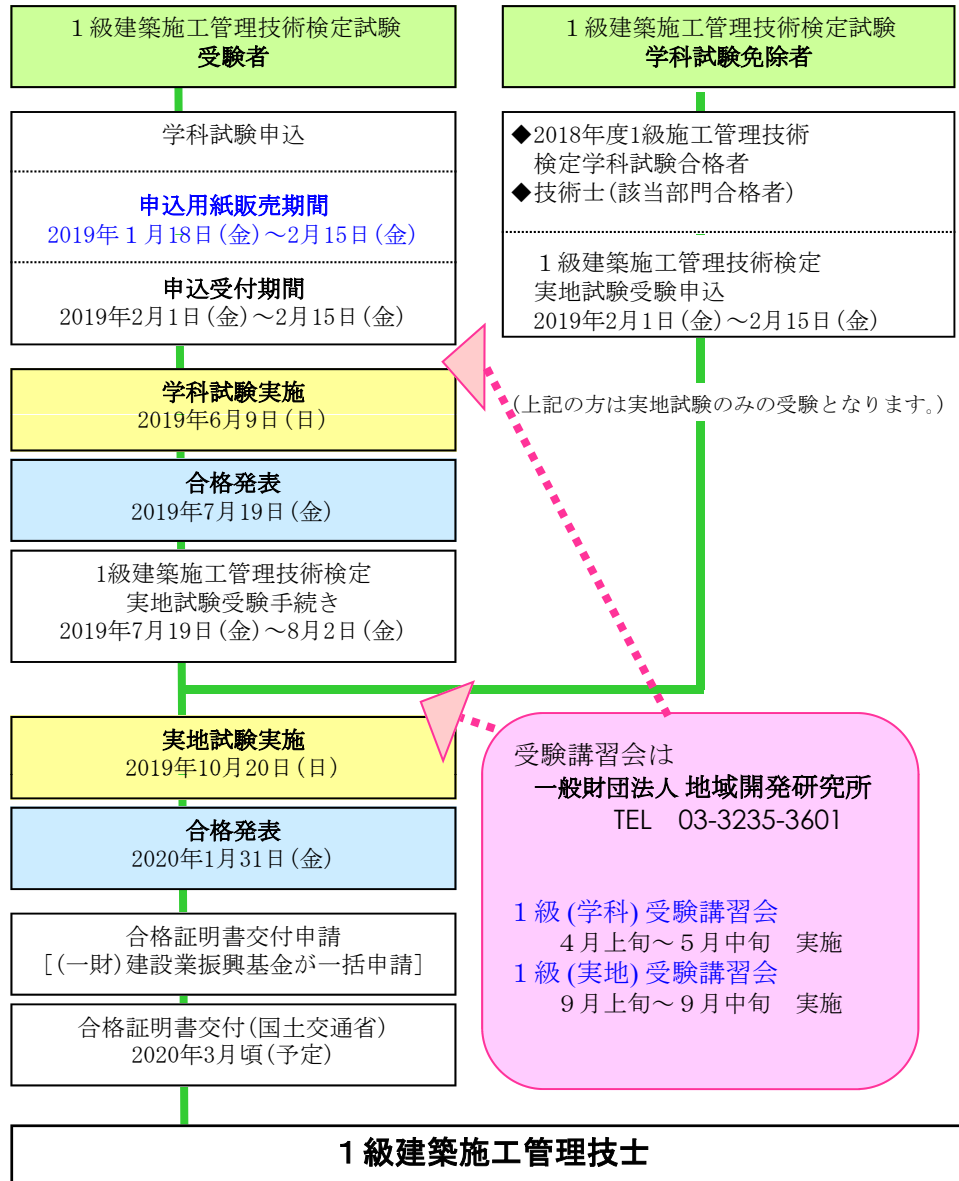 １級建築施工管理技術検定試験
受験者
学科試験申込
申込用紙販売期間
2019年１月18日(金)～2月15日(金)
申込受付期間
2019年2月1日(金)～2月15日(金)
学科試験実施
2019年6月9日(日)
合格発表
2019年7月19日(金)
1級建築施工管理技術検定
実地試験受験手続き
2019年7月19日(金)～8月2日(金)
実地試験実施
2019年10月20日(日)
合格発表
2020年1月31日(金)
合格証明書交付申請
[(一財)建設業振興基金が一括申請]
合格証明書交付(国土交通省)
2020年3月頃(予定)
１級建築施工管理技術検定試験
学科試験免除者
◆2018年度1級施工管理技術
検定学科試験合格者
◆技術士(該当部門合格者)
１級建築施工管理技術検定
実地試験受験申込
2019年2月1日(金)～2月15日(金)
(上記の方は実地試験のみの受験となります。)
受験講習会は
一般財団法人 地域開発研究所
TEL　03-3235-3601
１級 (学科) 受験講習会
４月上旬～５月中旬　実施
１級 (実地) 受験講習会
９月上旬～９月中旬　実施
１級建築施工管理技士